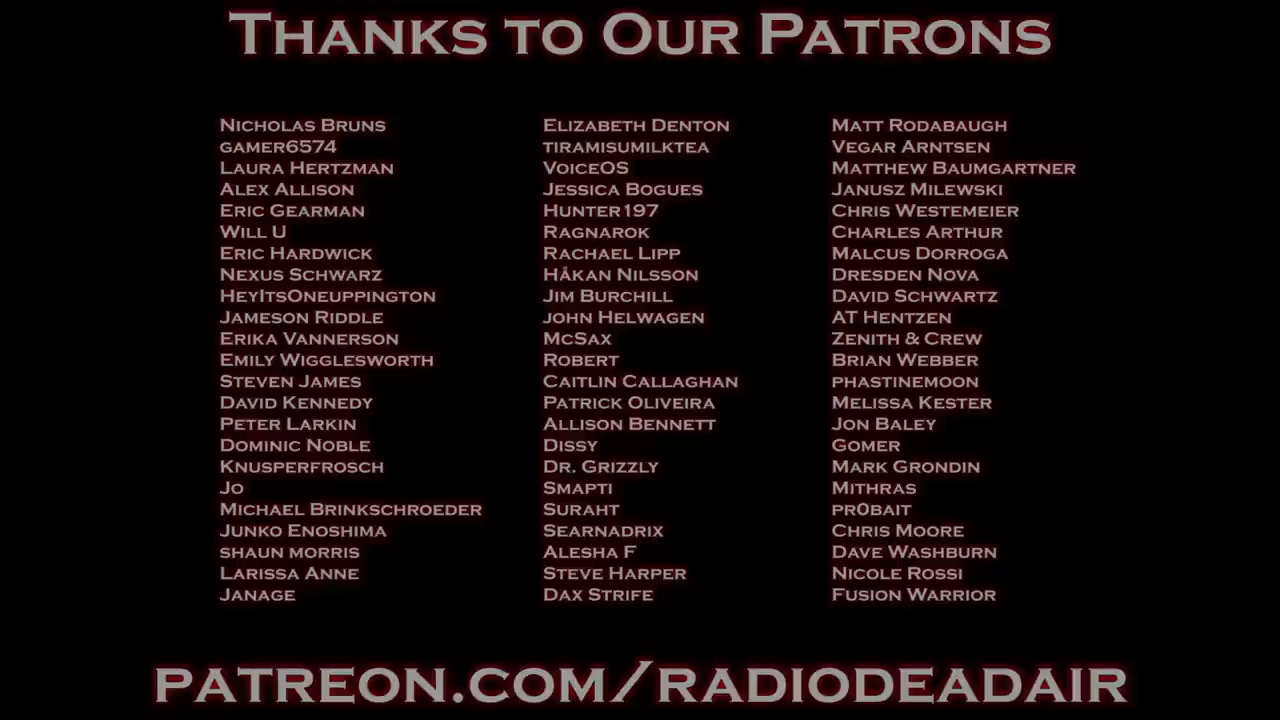 Thanks to Our Patrons
Nicholas Bruns
gamer6574
Laura Hertzman
Alex Allison
Eric Gearman
Will U
Eric Hardwick
Nexus Schwarz
HeyItsOneuppington
Jameson Riddle
Erika Vannerson
Emily Wigglesworth
Steven James
David Kennedy
Peter Larkin
Dominic Noble
Knusperfrosch
Jo
Michael Brinkschroeder
Junko Enoshima
shaun morris
Larissa Anne
Janage
Elizabeth Denton
tiramisumilktea
VoiceOS
Jessica Bogues
Hunter197
Ragnarok
Rachael Lipp
Håkan Nilsson
Jim Burchill
john Helwagen
McSax
Robert
Caitlin Callaghan
Patrick Oliveira
Allison Bennett
Dissy
Dr. Grizzly
Smapti
Suraht
Searnadrix
Alesha F
Steve Harper
Dax Strife
Matt Rodabaugh
Vegar Arntsen
Matthew Baumgartner
Janusz Milewski
Chris Westemeier
Charles Arthur
Malcus Dorroga
Dresden Nova
David Schwartz
AT Hentzen
Zenith & Crew
Brian Webber
phastinemoon
Melissa Kester
Jon Baley
Gomer
Mark Grondin
Mithras
pr0bait
Chris Moore
Dave Washburn
Nicole Rossi
Fusion Warrior
patreon.com/radiodeadair